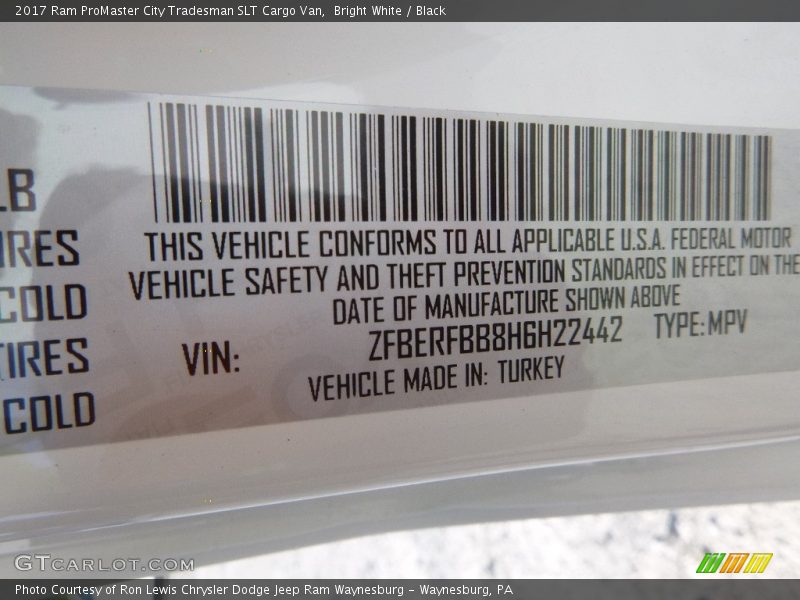 2017 Ram ProMaster City Tradesman SLT Cargo Van,  Bright White / Black
LB
IRES
COLD
TIRES
COLD
THIS VEHICLE CONFORMS TO ALL APPLICABLE U.S.A. FEDERAL MOTOR
VEHICLE SAFETY AND THEFT PREVENTION STANDARDS IN EFFECT ON THE
DATE OF MANUFACTURE SHOWN ABOVE
VIN: ZFBERFBB8H6H22442 TYPE:MPV
VEHICLE MADE IN: TURKEY
GTCARLOT.COM
Photo Courtesy of Ron Lewis Chrysler Dodge Jeep Ram Waynesburg - Waynesburg, PA